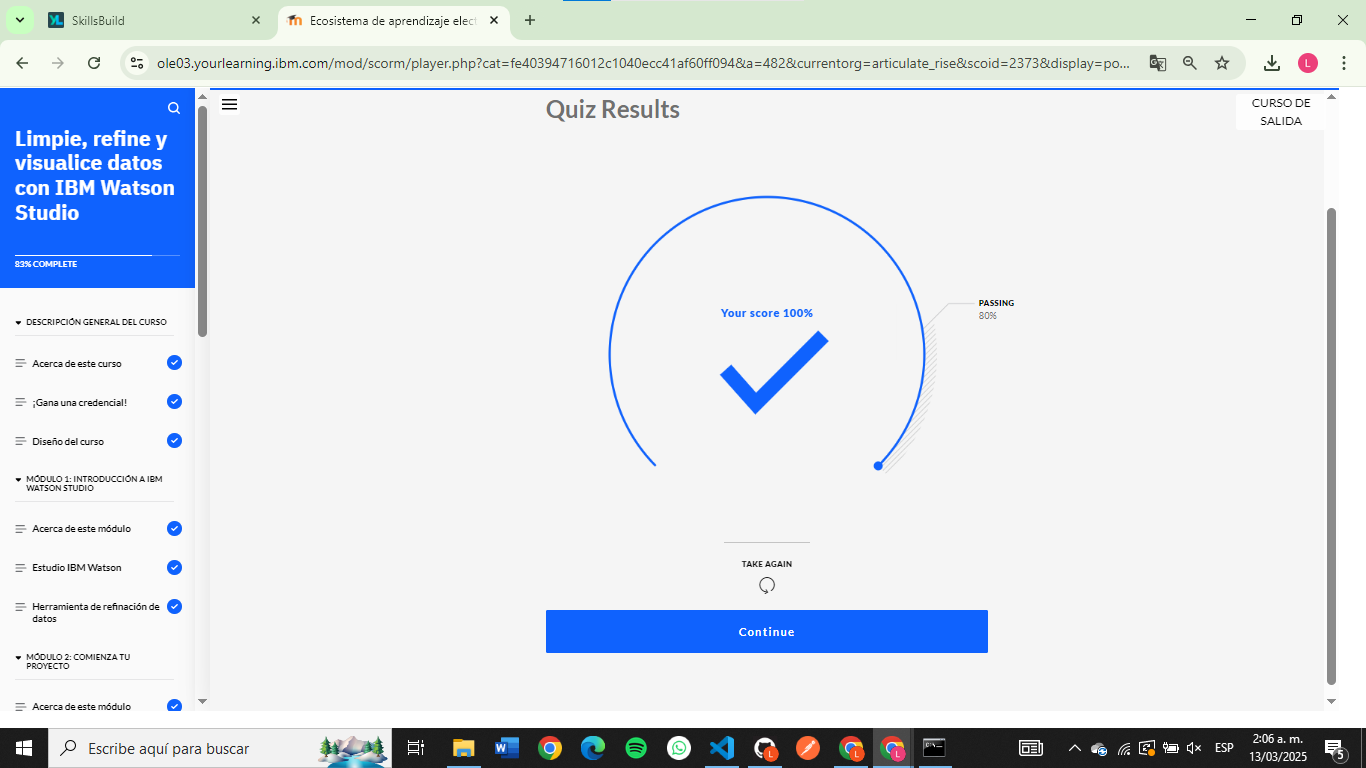 SkillsBuild
Ecosistema de aprendizaje elect
ole03.yourlearning.ibm.com/mod/scorm/player.php?cat=fe40394716012c1040ecc41af60ff094&a=482&currentorg=articulate_rise&scoid=2373&display=po...
L
Limpie, refine y
visualice datos
con IBM Watson
Studio
83% COMPLETE
DESCRIPCIÓN GENERAL DEL CURSO
Acerca de este curso
¡Gana una credencial!
Diseño del curso
MÓDULO 1: INTRODUCCIÓN A IBM
WATSON STUDIO
Acerca de este módulo
Estudio IBM Watson
Herramienta de refinación de
datos
MÓDULO 2: COMIENZA TU
PROYECTO
Acerca de este módulo
Quiz Results
CURSO DE
SALIDA
Your score 100%
PASSING
80%
TAKE AGAIN
Continue
Escribe aquí para buscar
ESP
2:06 a. m.
13/03/2025
5